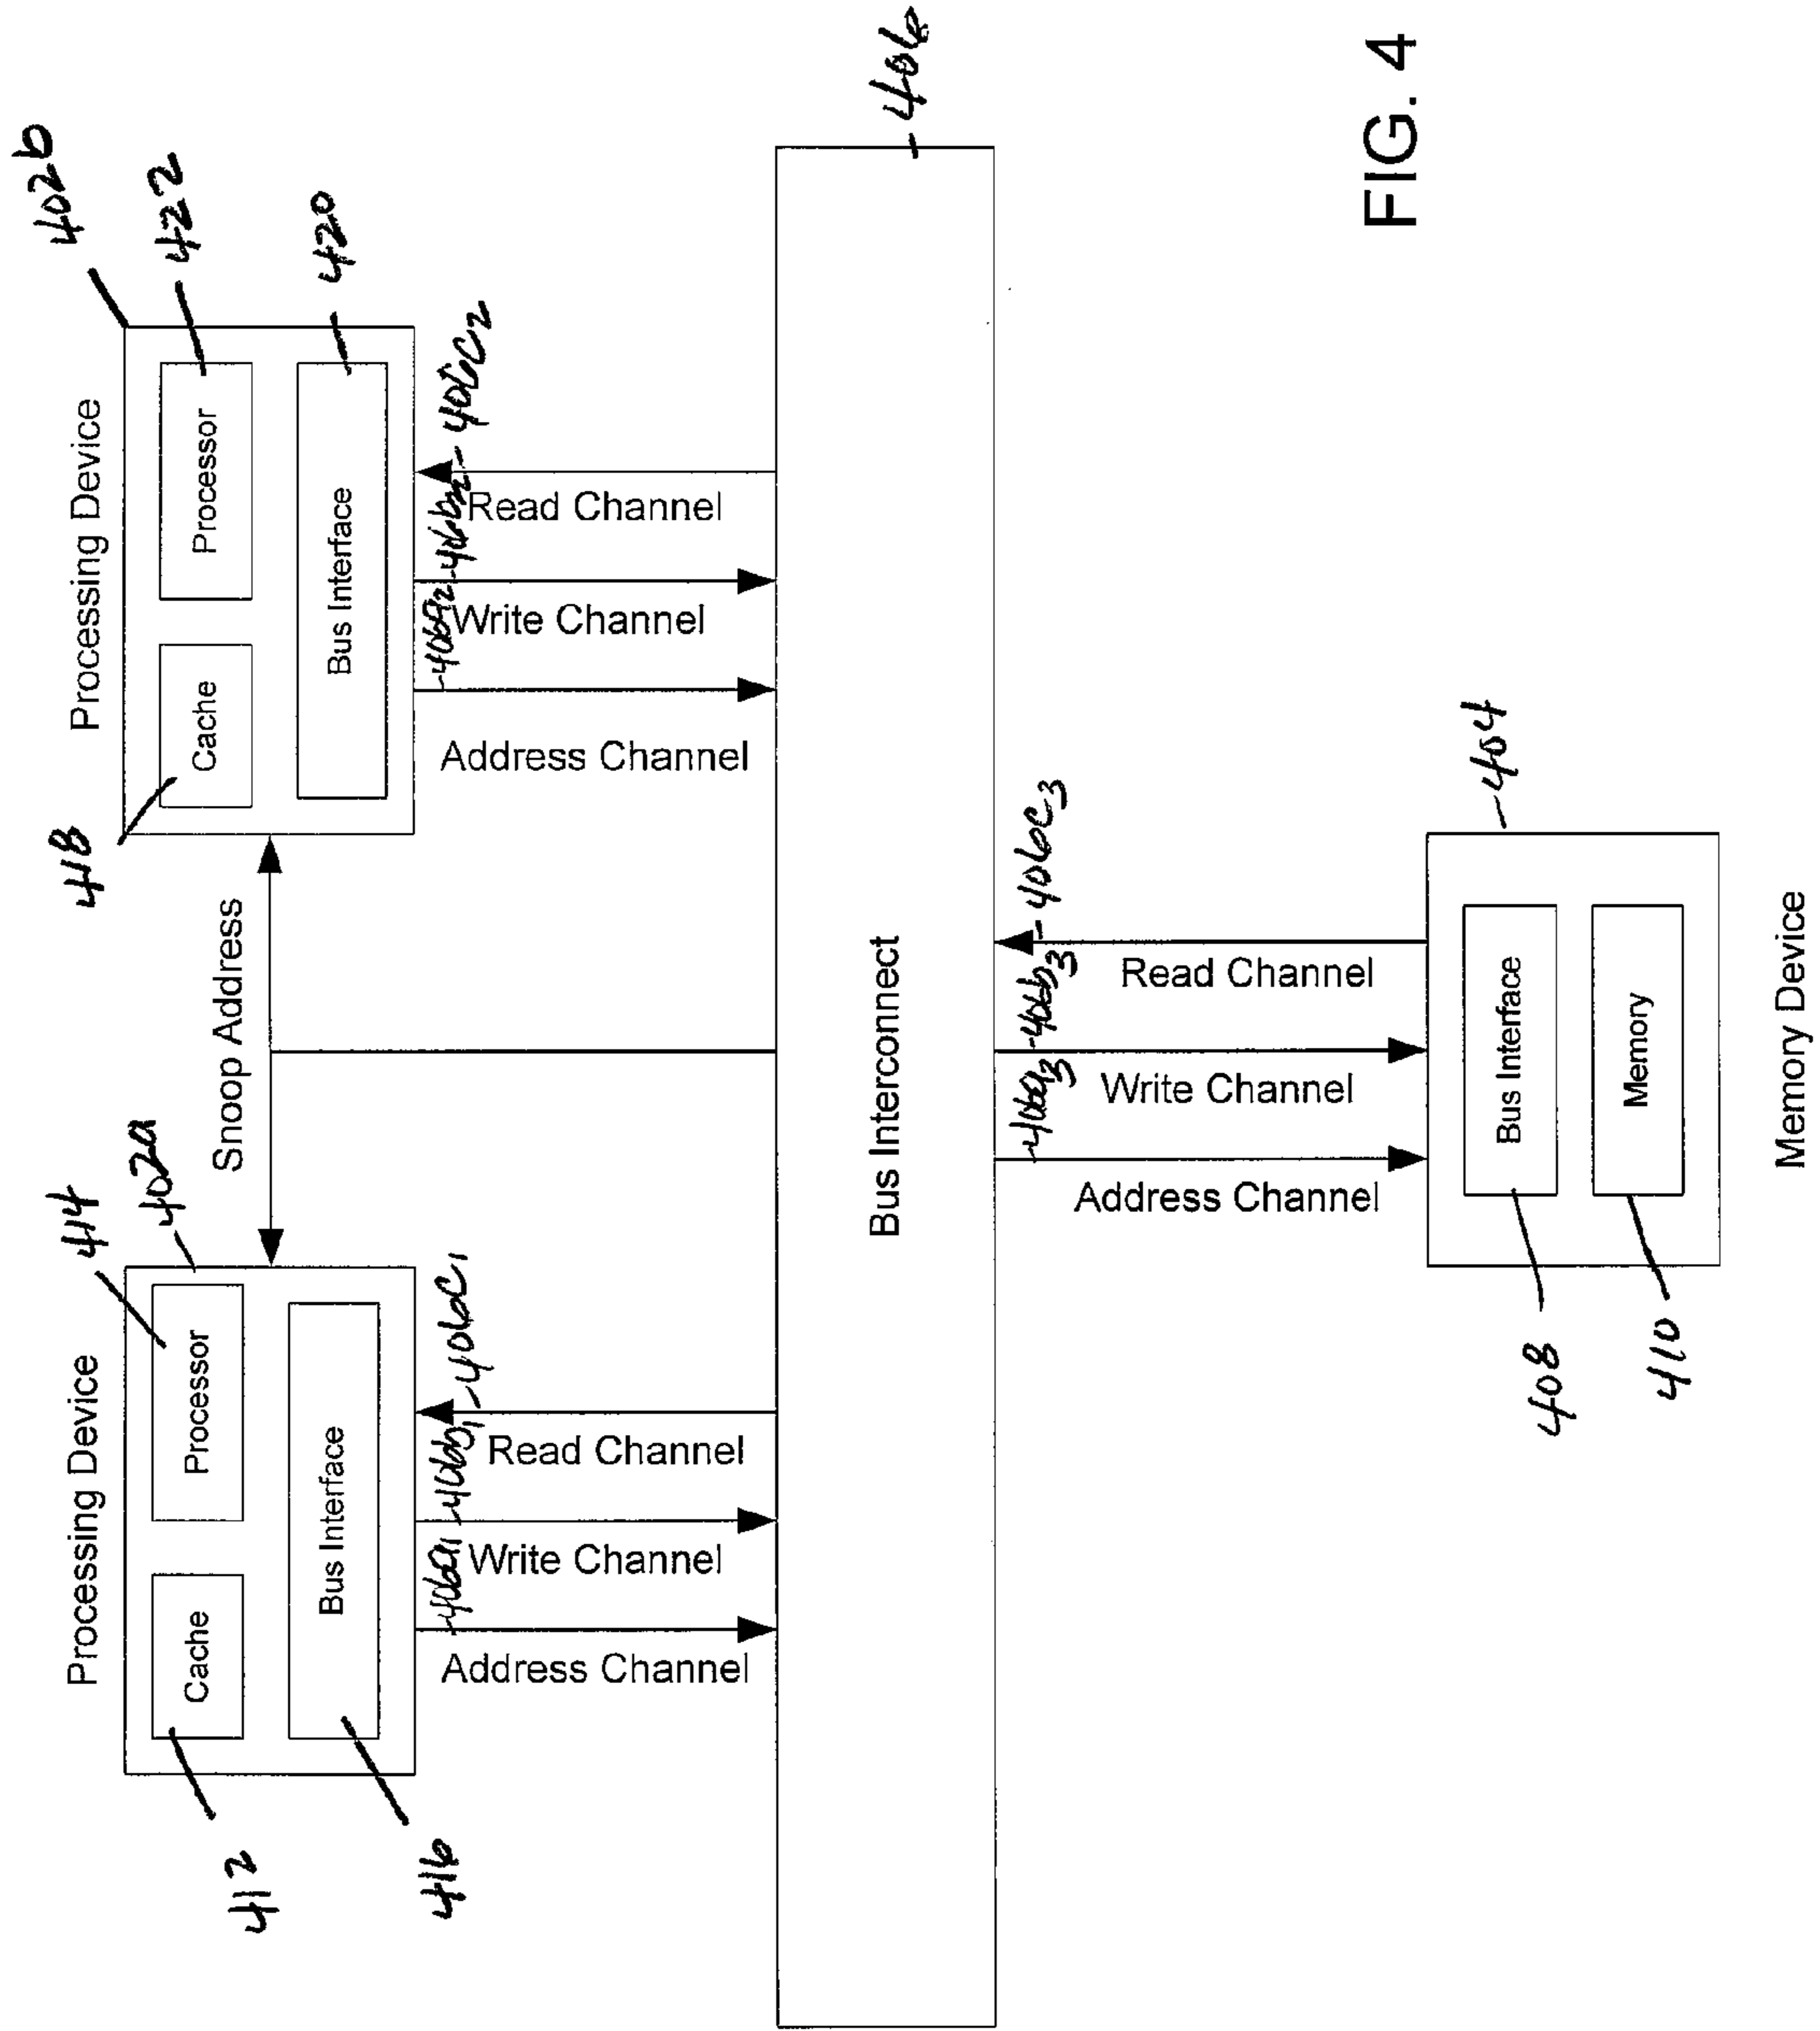 402b
Processing Device
414
402a
Processing Device
422
418
Cache
Processor
Snoop Address
Cache
Processor
412
420
Bus Interface
Bus Interface
416
406a1
406b1
406c1
406a2
406b2
406c2
Address Channel
Write Channel
Read Channel
Address Channel
Write Channel
Read Channel
Bus Interconnect
406
406a3
406b3
406c3
Address Channel
Write Channel
Read Channel
FIG. 4
404
408
Bus Interface
410
Memory
Memory Device